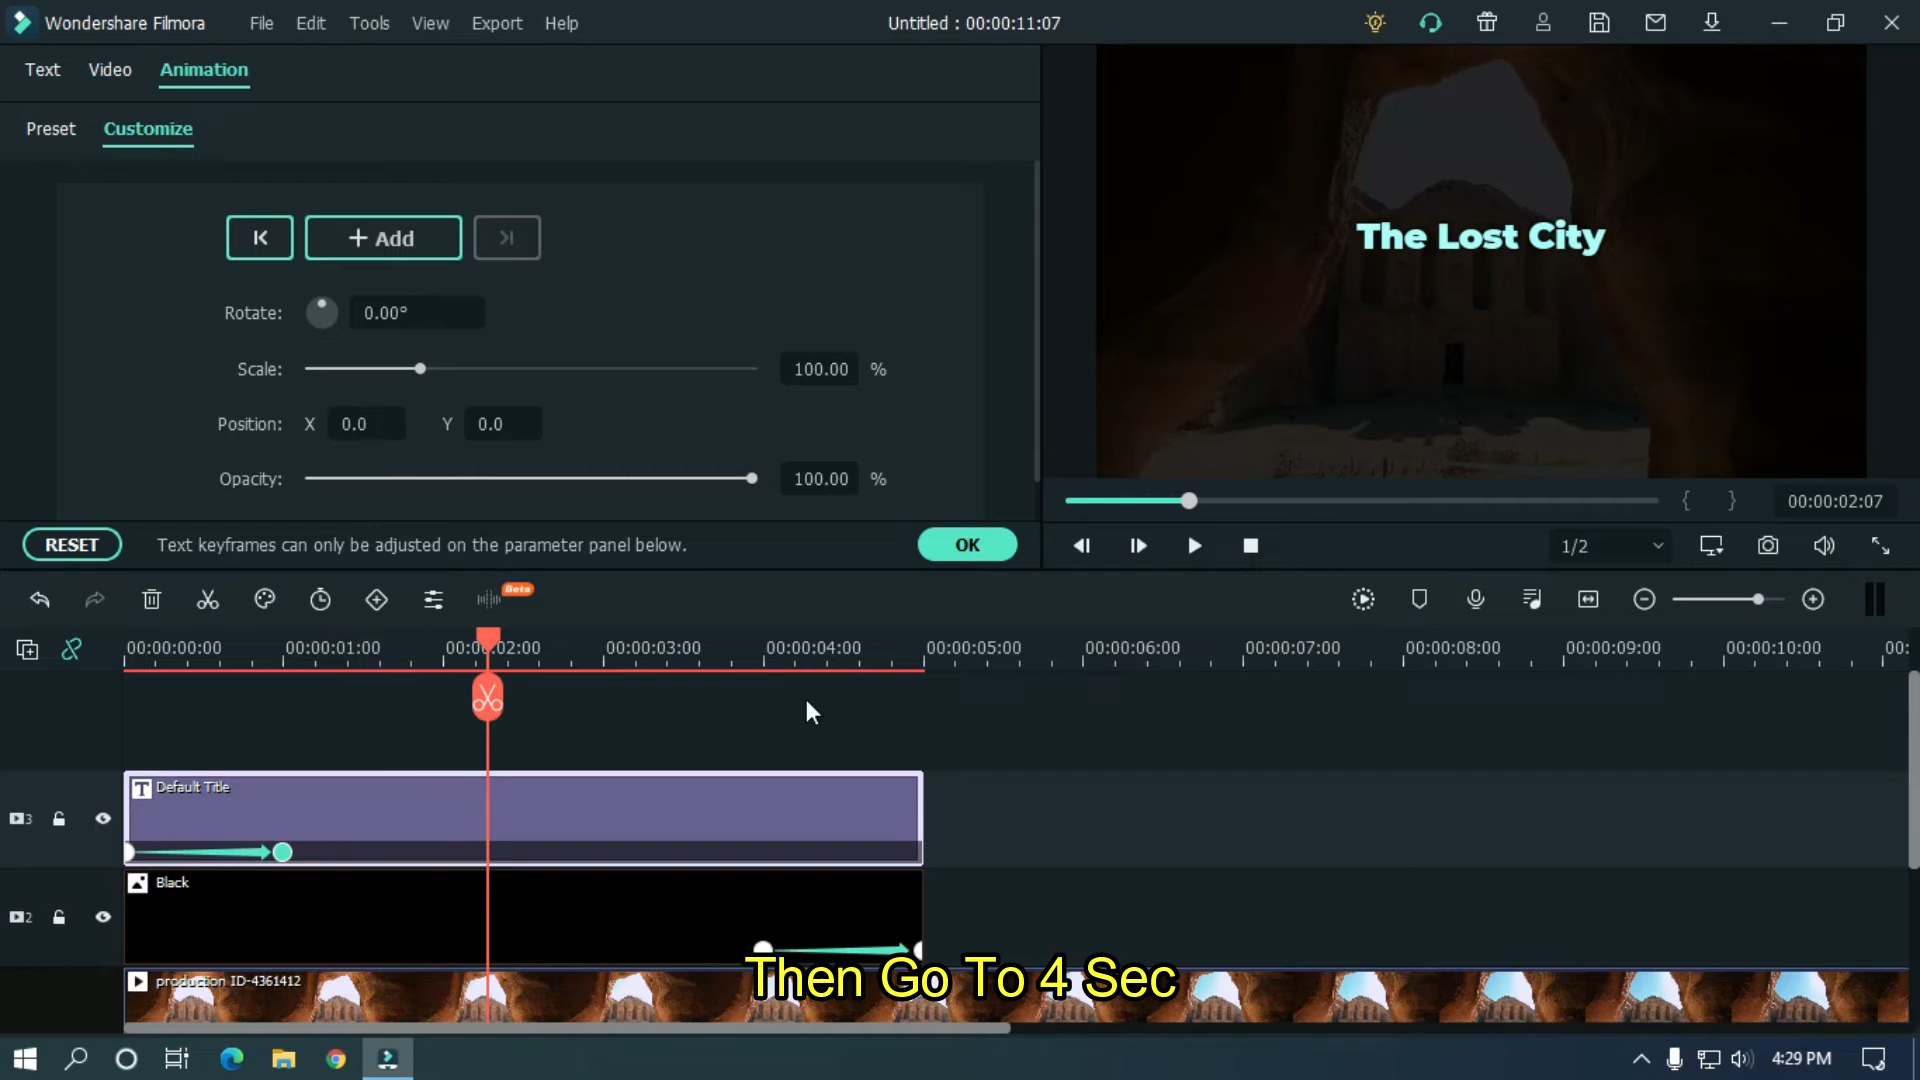 Wondershare Filmora
File Edit Tools View Export Help
Untitled : 00:00:11:07
Text Video Animation
Preset Customize
+ Add
Rotate: 0.00°
Scale: 100.00 %
Position: X 0.0 Y 0.0
Opacity: 100.00 %
RESET Text keyframes can only be adjusted on the parameter panel below. OK
The Lost City
{ } 00:00:02:07
1/2
Beta
00:00:00:00 00:00:01:00 00:00:02:00 00:00:03:00 00:00:04:00 00:00:05:00 00:00:06:00 00:00:07:00 00:00:08:00 00:00:09:00 00:00:10:00 00:
3 T Default Title
2 Black
production ID-4361412
Then Go To 4 Sec
4:29 PM